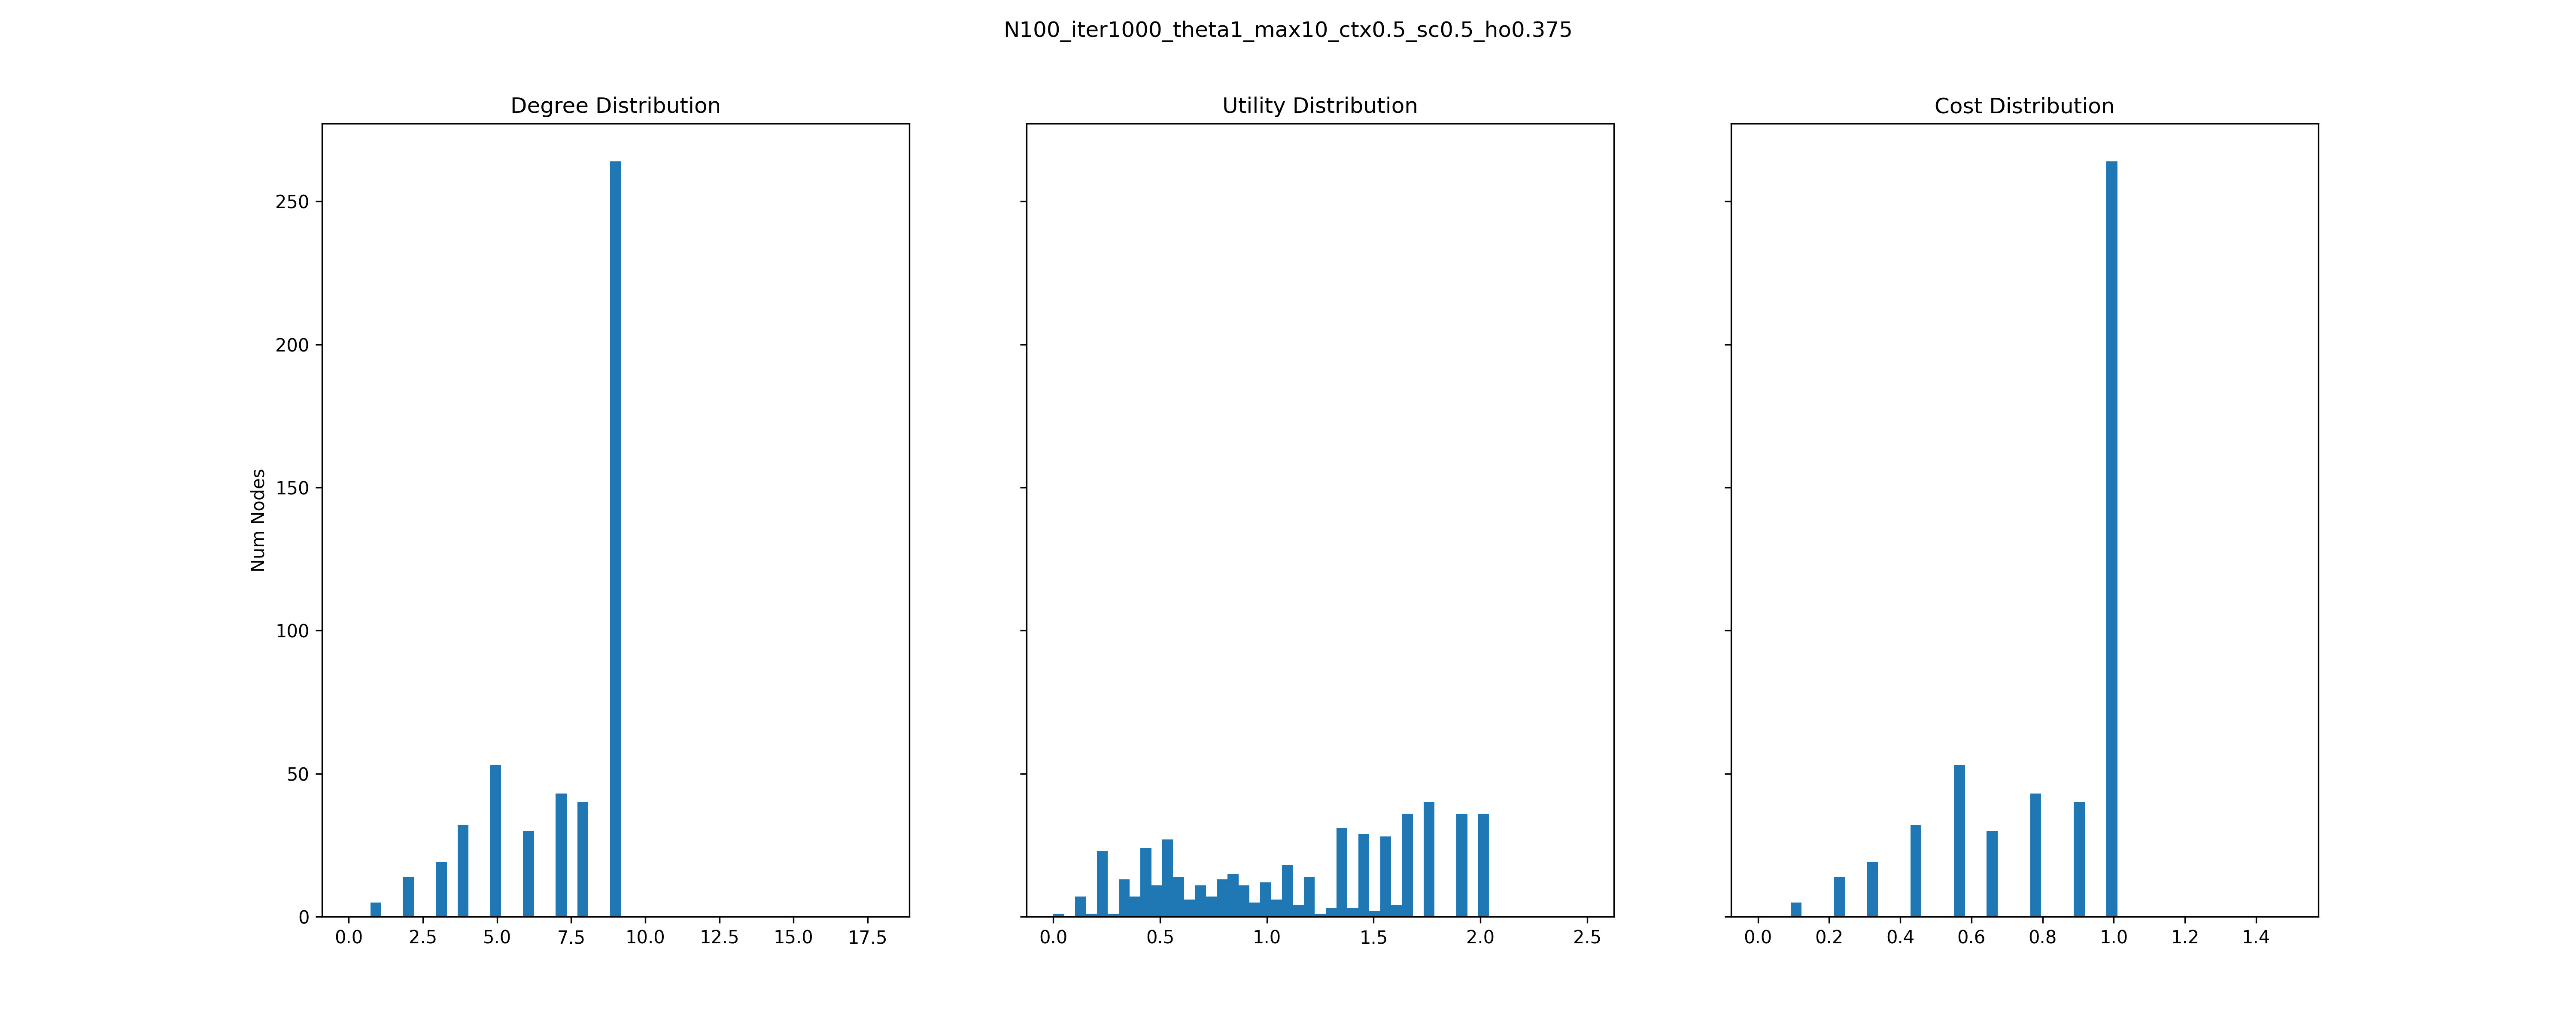 N100_iter1000_theta1_max10_ctx0.5_sc0.5_ho0.375
Degree Distribution
Utility Distribution
Cost Distribution
Num Nodes
250
200
150
100
50
0
0.0 2.5 5.0 7.5 10.0 12.5 15.0 17.5
0.0 0.5 1.0 1.5 2.0 2.5
0.0 0.2 0.4 0.6 0.8 1.0 1.2 1.4